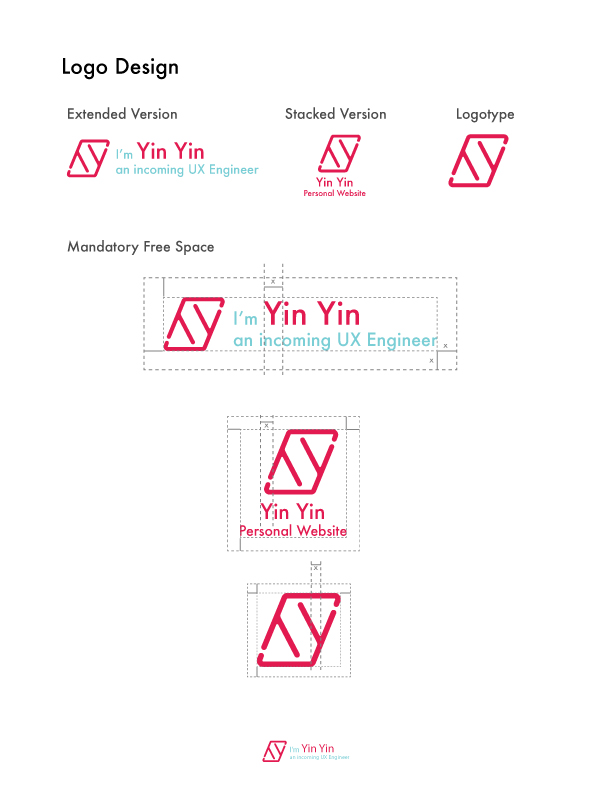 Logo Design
Extended Version
Stacked Version
Logotype
I'm Yin Yin
an incoming UX Engineer
Yin Yin
Personal Website
Mandatory Free Space
x
I'm Yin Yin
an incoming UX Engineer
x
x
x
Yin Yin
Personal Website
x
I'm Yin Yin
an incoming UX Engineer